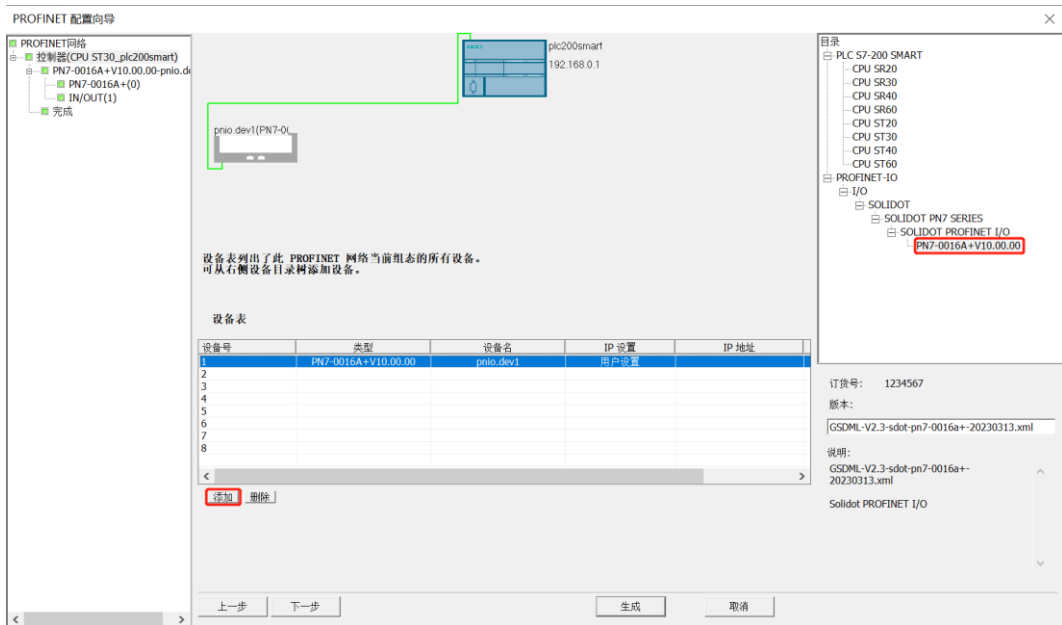 PROFINET 配置向导
PROFINET网络
控制器(CPU ST30_plc200smart)
PN7-0016A+V10.00.00-pnio.de
PN7-0016A+(0)
IN/OUT(1)
完成
plc200smart
192.168.0.1
pnio.dev1(PN7-0(
设备表列出了此 PROFINET 网络当前组态的所有设备。
可从右侧设备目录树添加设备。
设备表
设备号 类型 设备名 IP 设置 IP 地址
1 PN7-0016A+V10.00.00 pnio.dev1 用户设置
2
3
4
5
6
7
8
添加 删除
上一步 下一步 生成 取消
目录
PLC S7-200 SMART
CPU SR20
CPU SR30
CPU SR40
CPU SR60
CPU ST20
CPU ST30
CPU ST40
CPU ST60
PROFINET-IO
I/O
SOLIDOT
SOLIDOT PN7 SERIES
SOLIDOT PROFINET I/O
PN7-0016A+V10.00.00
订货号: 1234567
版本:
GSDML-V2.3-sdot-pn7-0016a+-20230313.xml
说明:
GSDML-V2.3-sdot-pn7-0016a+-
20230313.xml
Solidot PROFINET I/O